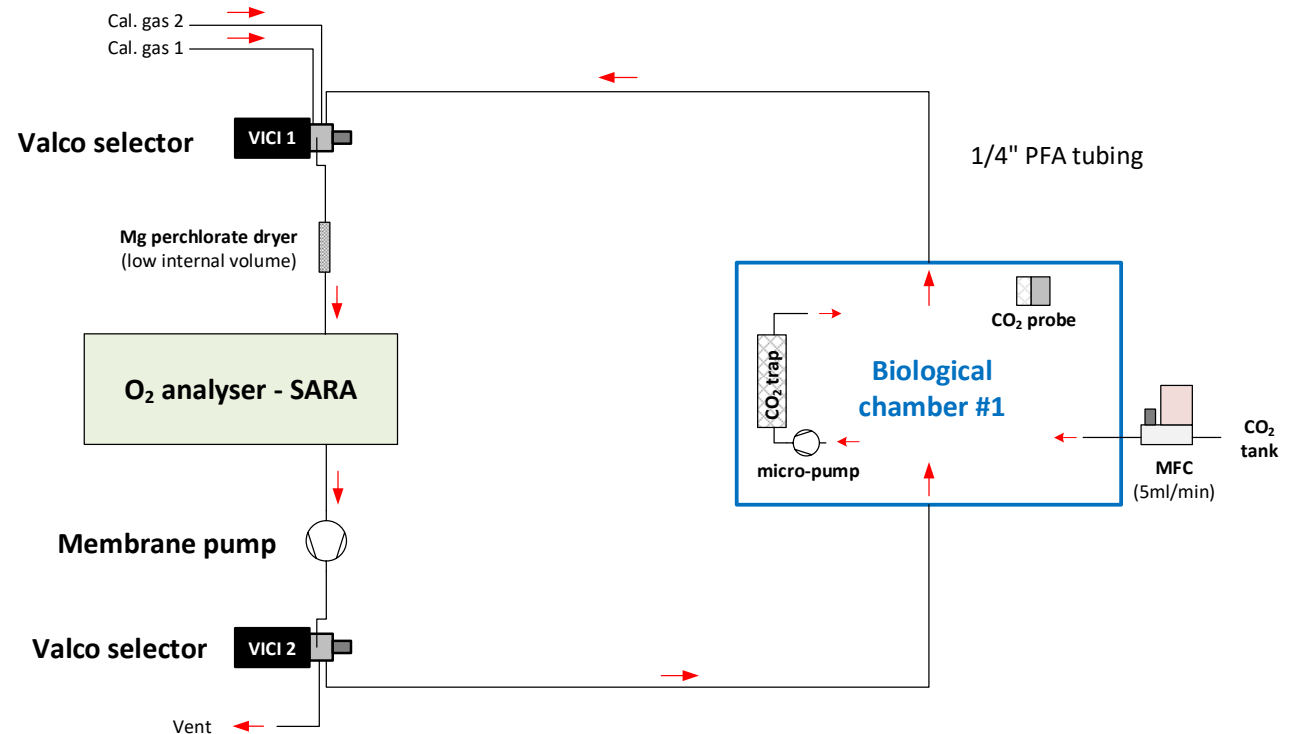 Cal. gas 2
Cal. gas 1
Valco selector
VICI 1
1/4" PFA tubing
Mg perchlorate dryer
(low internal volume)
CO₂ probe
O₂ analyser - SARA
CO₂ trap
Biological
chamber #1
micro-pump
CO₂
tank
MFC
(5ml/min)
Membrane pump
Valco selector
VICI 2
Vent